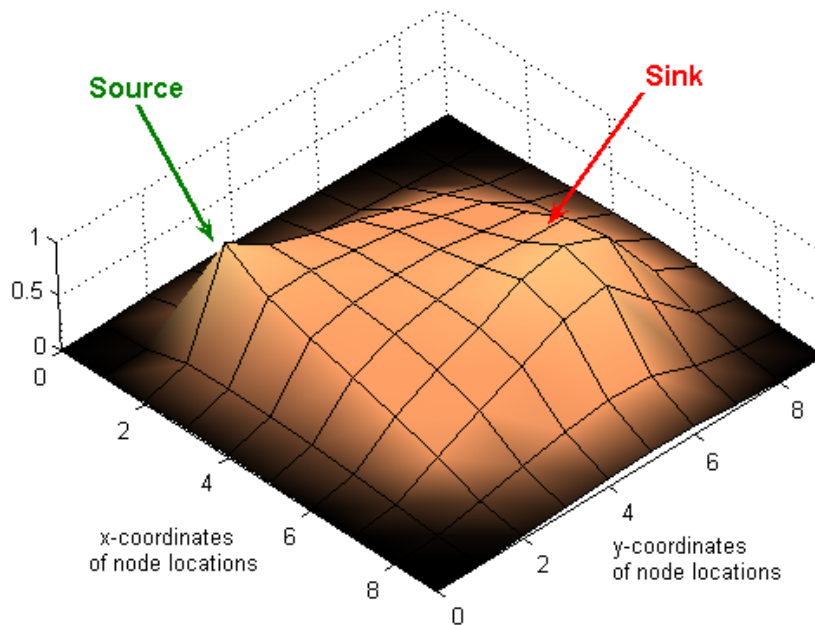 Sink
Source
1
0.5
0
0
2
4
6
8
x-coordinates
of node locations
0
2
4
6
8
y-coordinates
of node locations